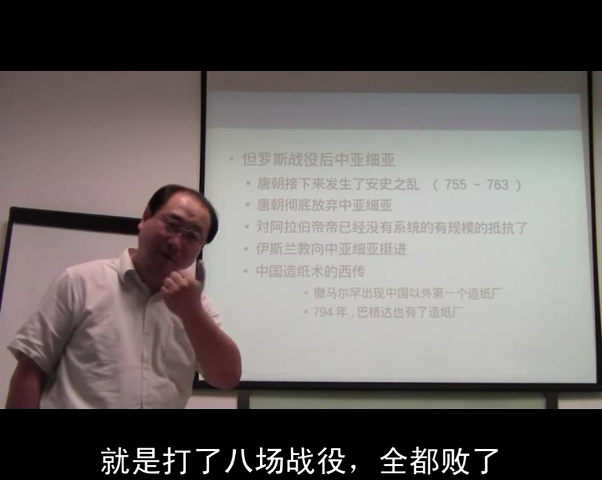 怛罗斯战役后中亚细亚
唐朝接下来发生了安史之乱 （ 755 ~ 763 ）
唐朝彻底放弃中亚细亚
对阿拉伯帝帝已经没有系统的有规模的抵抗了
伊斯兰教向中亚细亚挺进
中国造纸术的西传
撒马尔罕出现中国以外第一个造纸厂
794 年 , 巴格达也有了造纸厂
就是打了八场战役，全都败了